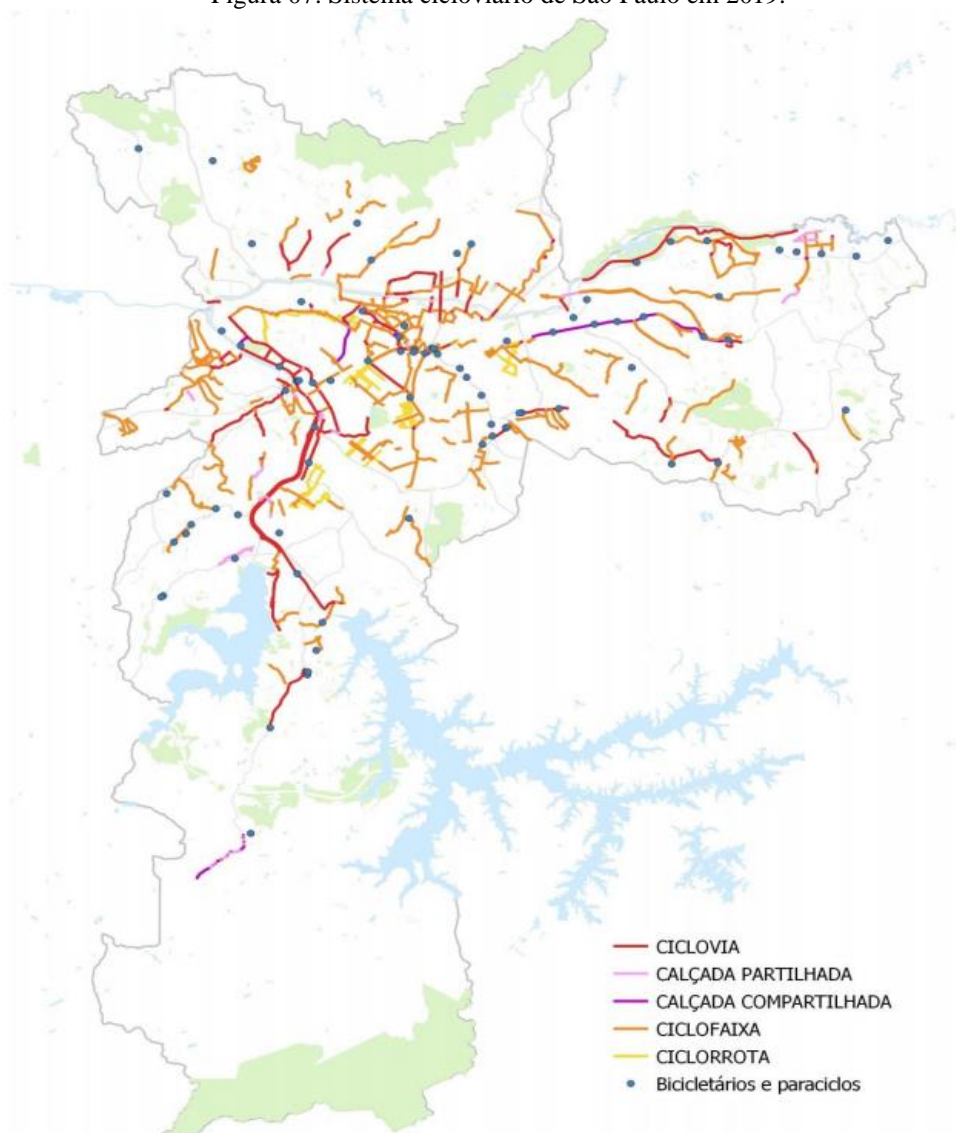 Figura 07. Sistema cicloviário de São Paulo em 2019.
CICLOVIA
CALÇADA PARTILHADA
CALÇADA COMPARTILHADA
CICLOFAIXA
CICLORROTA
Bicicletários e paraciclos